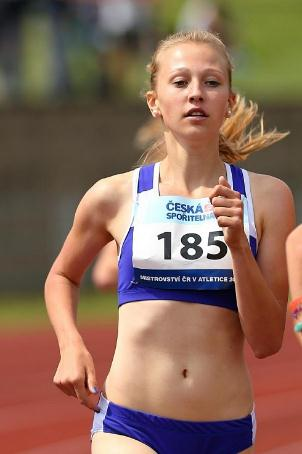 ČESKÁ
SPOŘITELNA
185
MISTROVSTVÍ ČR V ATLETICE